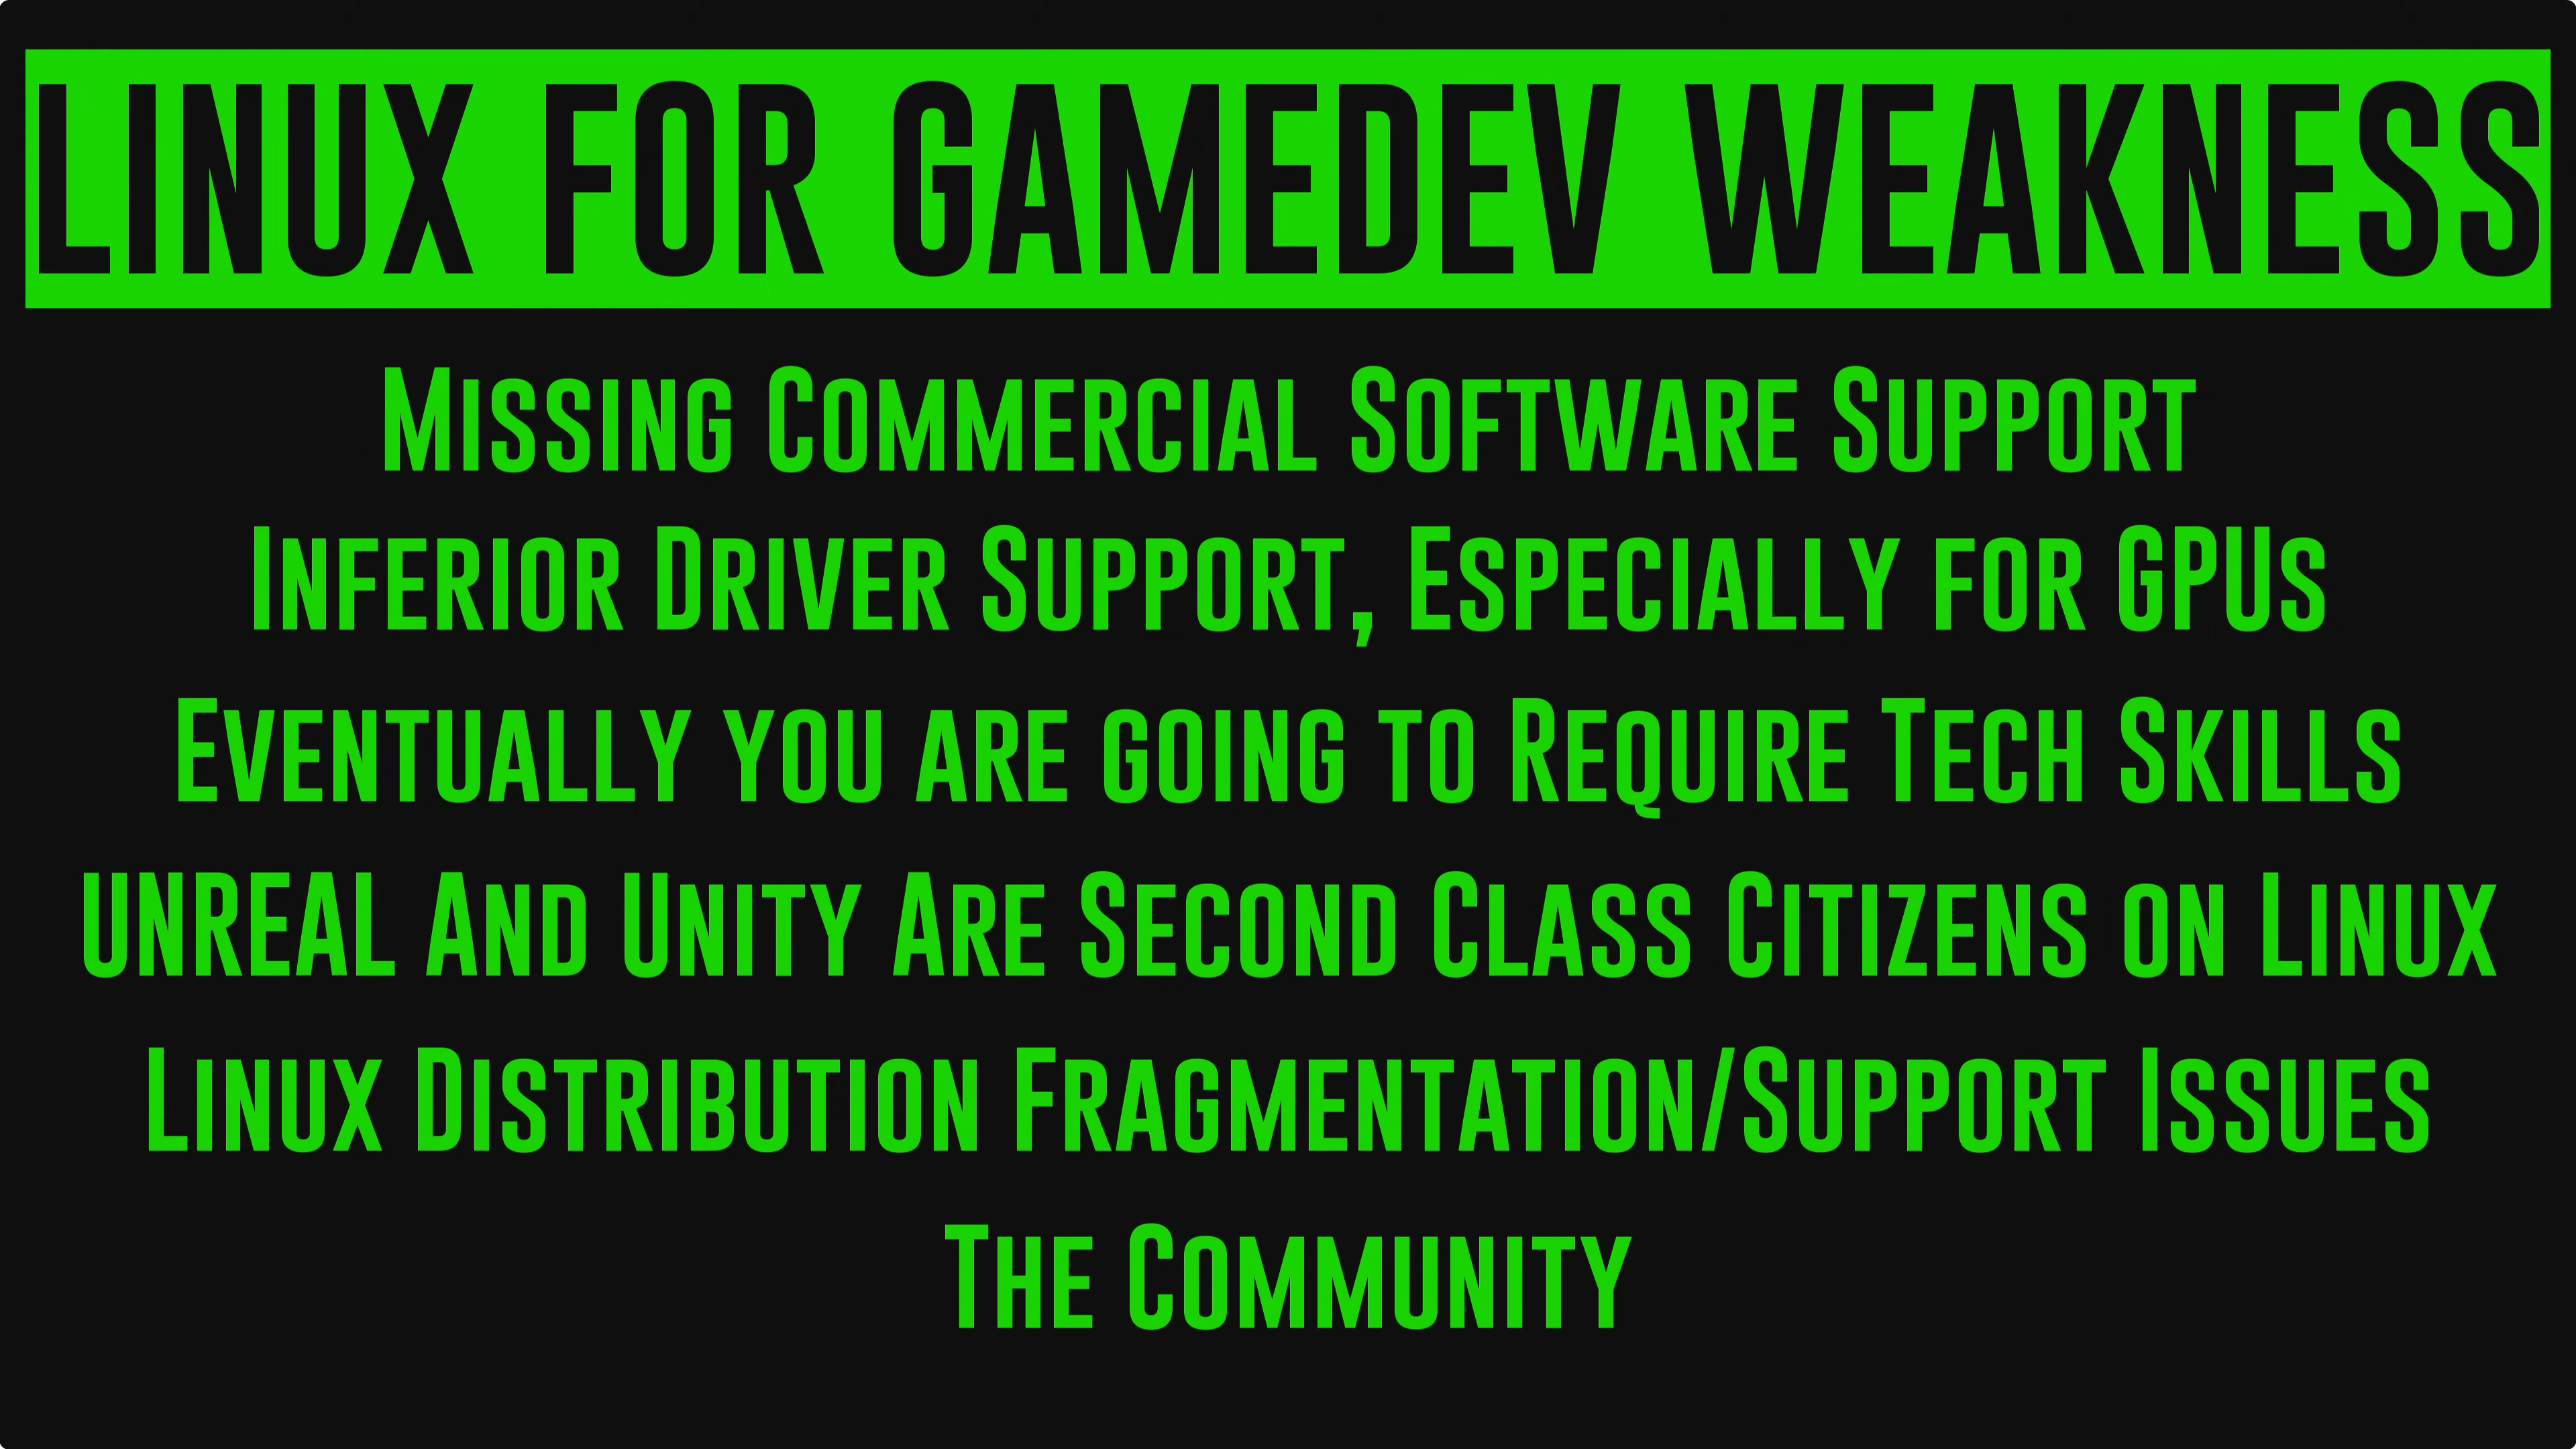 Linux for GameDev Weakness
Missing Commercial Software Support
Inferior Driver Support, Especially for GPUs
Eventually you are going to Require Tech Skills
UNREAL And Unity Are Second Class Citizens on Linux
Linux Distribution Fragmentation/Support Issues
The Community